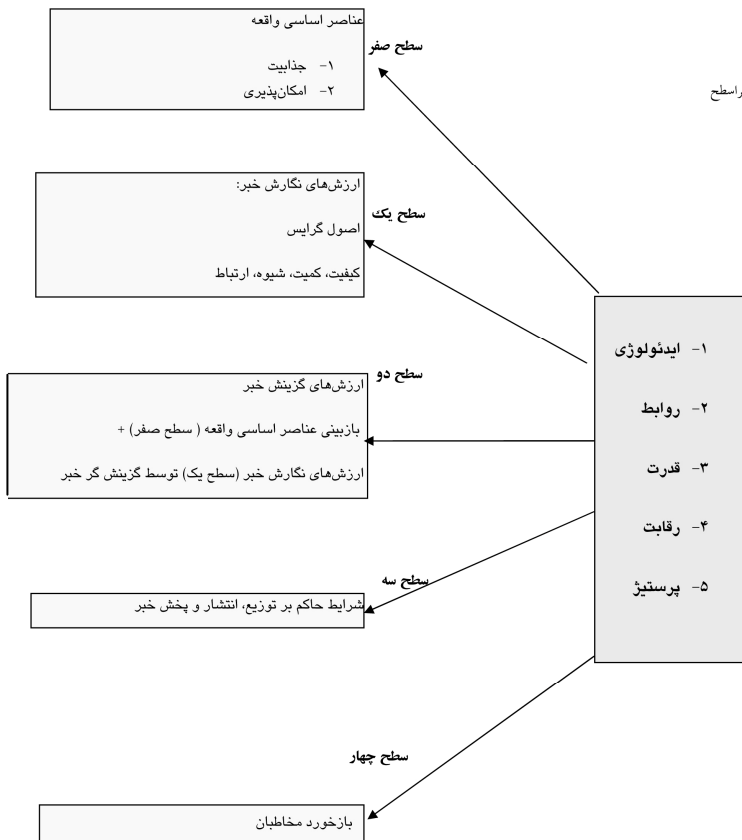 عناصر اساسی واقعه
۱- جذابیت
۲- امکان‌پذیری
سطح صفر
راسطح
ارزش‌های نگارش خبر:
اصول گرایس
کیفیت، کمیت، شیوه، ارتباط
سطح یک
۱- ایدئولوژی
۲- روابط
۳- قدرت
۴- رقابت
۵- پرستیژ
سطح دو
ارزش‌های گزینش خبر
بازبینی عناصر اساسی واقعه ( سطح صفر) +
ارزش‌های نگارش خبر (سطح یک) توسط گزینش گر خبر
سطح سه
شرایط حاکم بر توزیع، انتشار و پخش خبر
سطح چهار
بازخورد مخاطبان